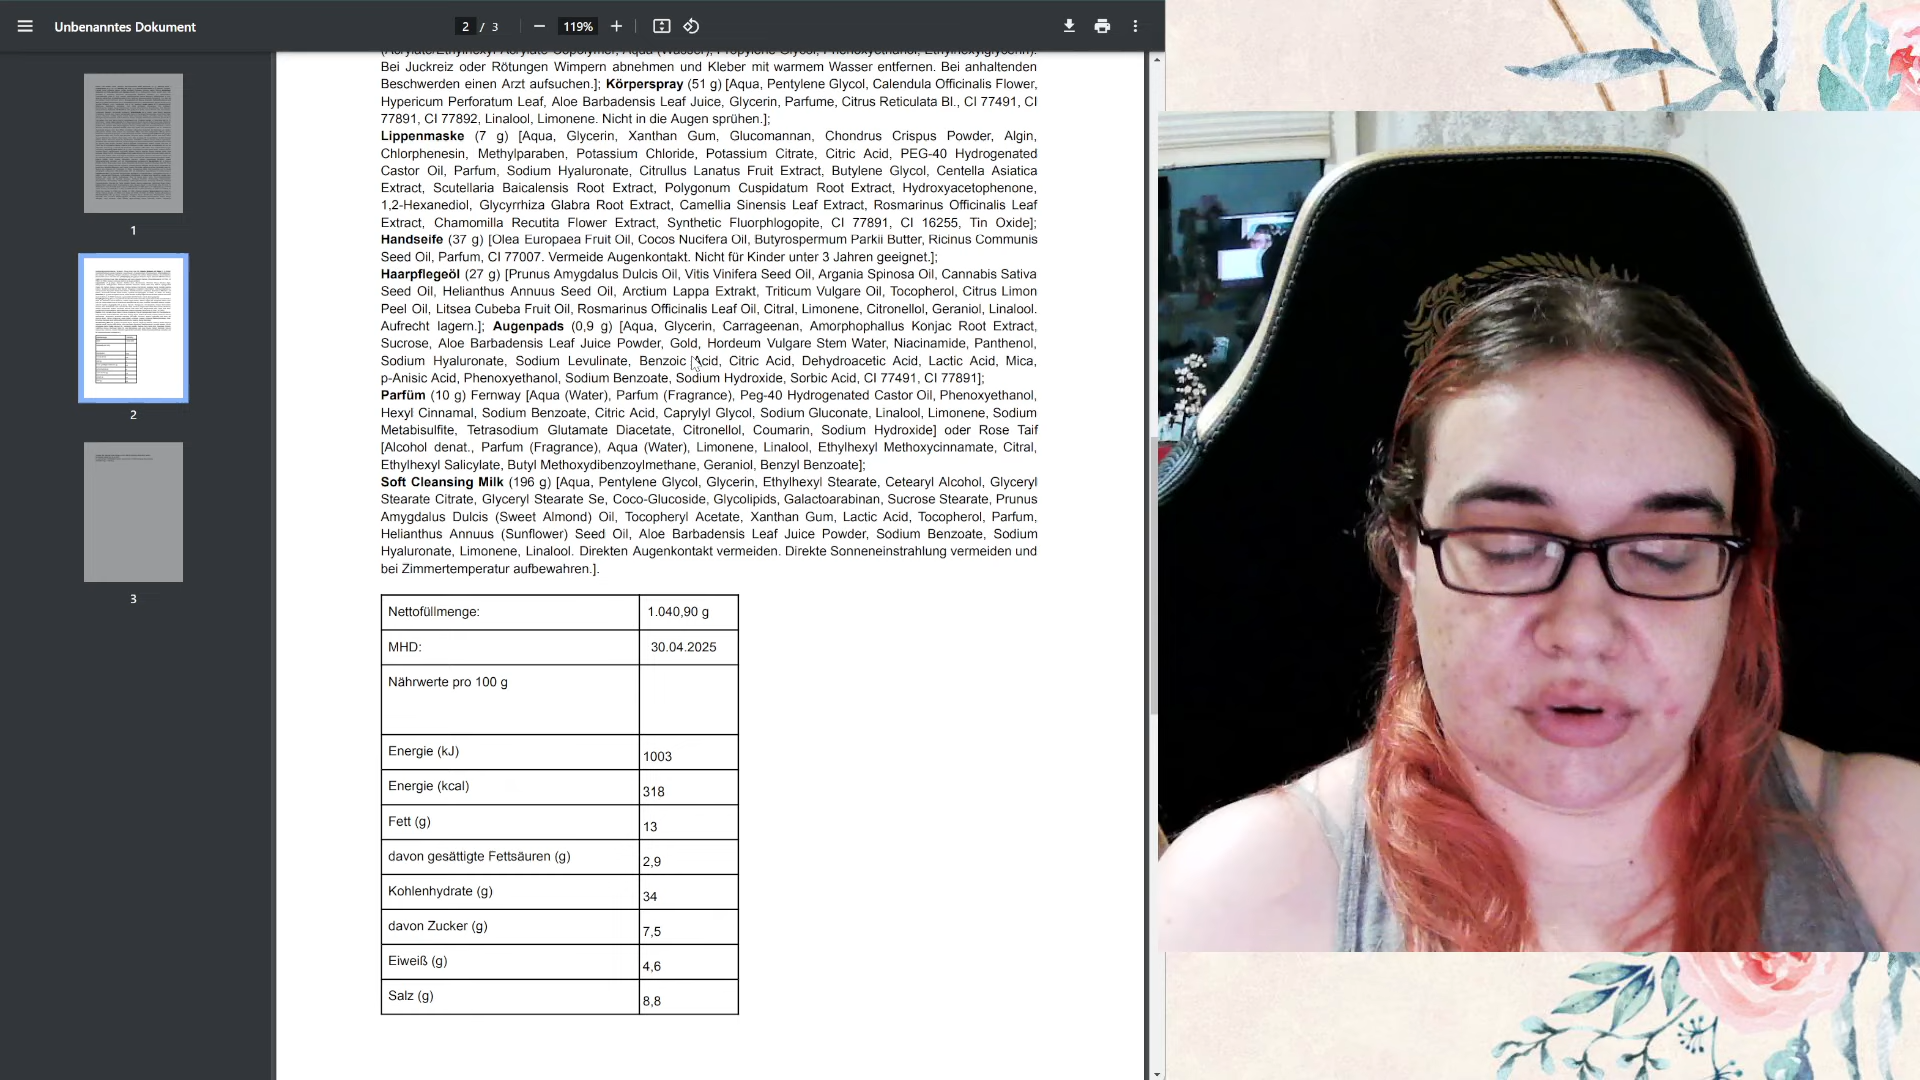 Unbenanntes Dokument
2 / 3
119%
1
2
3
(Acrylate/Ethylhexyl Acrylate Copolymer, Aqua (Wasser), Propylene Glycol, Phenoxyethanol, Ethylhexylglycerin).
Bei Juckreiz oder Rötungen Wimpern abnehmen und Kleber mit warmem Wasser entfernen. Bei anhaltenden
Beschwerden einen Arzt aufsuchen.]; Körperspray (51 g) [Aqua, Pentylene Glycol, Calendula Officinalis Flower,
Hypericum Perforatum Leaf, Aloe Barbadensis Leaf Juice, Glycerin, Parfume, Citrus Reticulata Bl., CI 77491, CI
77891, CI 77892, Linalool, Limonene. Nicht in die Augen sprühen.];
Lippenmaske (7 g) [Aqua, Glycerin, Xanthan Gum, Glucomannan, Chondrus Crispus Powder, Algin,
Chlorphenesin, Methylparaben, Potassium Chloride, Potassium Citrate, Citric Acid, PEG-40 Hydrogenated
Castor Oil, Parfum, Sodium Hyaluronate, Citrullus Lanatus Fruit Extract, Butylene Glycol, Centella Asiatica
Extract, Scutellaria Baicalensis Root Extract, Polygonum Cuspidatum Root Extract, Hydroxyacetophenone,
1,2-Hexanediol, Glycyrrhiza Glabra Root Extract, Camellia Sinensis Leaf Extract, Rosmarinus Officinalis Leaf
Extract, Chamomilla Recutita Flower Extract, Synthetic Fluorphlogopite, CI 77891, CI 16255, Tin Oxide];
Handseife (37 g) [Olea Europaea Fruit Oil, Cocos Nucifera Oil, Butyrospermum Parkii Butter, Ricinus Communis
Seed Oil, Parfum, CI 77007. Vermeide Augenkontakt. Nicht für Kinder unter 3 Jahren geeignet.];
Haarpflegeöl (27 g) [Prunus Amygdalus Dulcis Oil, Vitis Vinifera Seed Oil, Argania Spinosa Oil, Cannabis Sativa
Seed Oil, Helianthus Annuus Seed Oil, Arctium Lappa Extrakt, Triticum Vulgare Oil, Tocopherol, Citrus Limon
Peel Oil, Litsea Cubeba Fruit Oil, Rosmarinus Officinalis Leaf Oil, Citral, Limonene, Citronellol, Geraniol, Linalool.
Aufrecht lagern.]; Augenpads (0,9 g) [Aqua, Glycerin, Carrageenan, Amorphophallus Konjac Root Extract,
Sucrose, Aloe Barbadensis Leaf Juice Powder, Gold, Hordeum Vulgare Stem Water, Niacinamide, Panthenol,
Sodium Hyaluronate, Sodium Levulinate, Benzoic Acid, Citric Acid, Dehydroacetic Acid, Lactic Acid, Mica,
p-Anisic Acid, Phenoxyethanol, Sodium Benzoate, Sodium Hydroxide, Sorbic Acid, CI 77491, CI 77891];
Parfüm (10 g) Fernway [Aqua (Water), Parfum (Fragrance), Peg-40 Hydrogenated Castor Oil, Phenoxyethanol,
Hexyl Cinnamal, Sodium Benzoate, Citric Acid, Caprylyl Glycol, Sodium Gluconate, Linalool, Limonene, Sodium
Metabisulfite, Tetrasodium Glutamate Diacetate, Citronellol, Coumarin, Sodium Hydroxide] oder Rose Taif
[Alcohol denat., Parfum (Fragrance), Aqua (Water), Limonene, Linalool, Ethylhexyl Methoxycinnamate, Citral,
Ethylhexyl Salicylate, Butyl Methoxydibenzoylmethane, Geraniol, Benzyl Benzoate];
Soft Cleansing Milk (196 g) [Aqua, Pentylene Glycol, Glycerin, Ethylhexyl Stearate, Cetearyl Alcohol, Glyceryl
Stearate Citrate, Glyceryl Stearate Se, Coco-Glucoside, Glycolipids, Galactoarabinan, Sucrose Stearate, Prunus
Amygdalus Dulcis (Sweet Almond) Oil, Tocopheryl Acetate, Xanthan Gum, Lactic Acid, Tocopherol, Parfum,
Helianthus Annuus (Sunflower) Seed Oil, Aloe Barbadensis Leaf Juice Powder, Sodium Benzoate, Sodium
Hyaluronate, Limonene, Linalool. Direkten Augenkontakt vermeiden. Direkte Sonneneinstrahlung vermeiden und
bei Zimmertemperatur aufbewahren.].
Nettofüllmenge: 1.040,90 g
MHD: 30.04.2025
Nährwerte pro 100 g
Energie (kJ) 1003
Energie (kcal) 318
Fett (g) 13
davon gesättigte Fettsäuren (g) 2,9
Kohlenhydrate (g) 34
davon Zucker (g) 7,5
Eiweiß (g) 4,6
Salz (g) 8,8